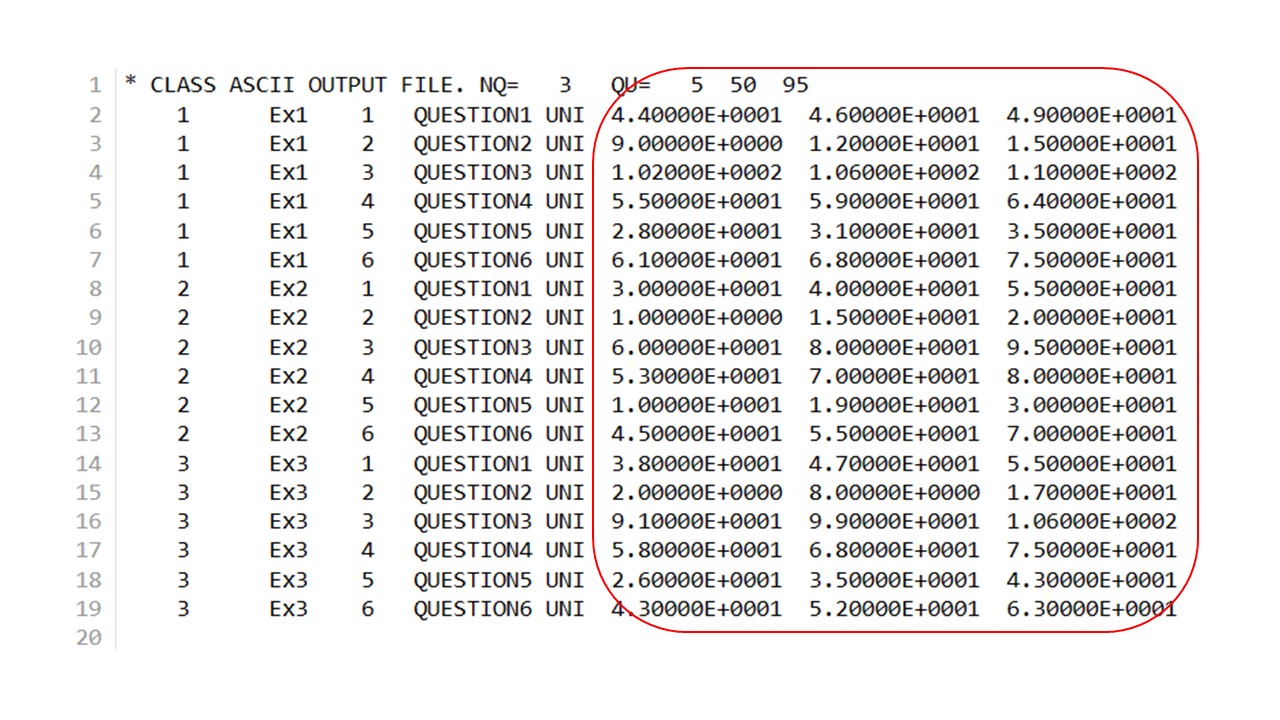 1 * CLASS ASCII OUTPUT FILE. NQ=   3   QU=   5  50  95
2     1      Ex1    1   QUESTION1 UNI  4.40000E+0001  4.60000E+0001  4.90000E+0001
3     1      Ex1    2   QUESTION2 UNI  9.00000E+0000  1.20000E+0001  1.50000E+0001
4     1      Ex1    3   QUESTION3 UNI  1.02000E+0002  1.06000E+0002  1.10000E+0002
5     1      Ex1    4   QUESTION4 UNI  5.50000E+0001  5.90000E+0001  6.40000E+0001
6     1      Ex1    5   QUESTION5 UNI  2.80000E+0001  3.10000E+0001  3.50000E+0001
7     1      Ex1    6   QUESTION6 UNI  6.10000E+0001  6.80000E+0001  7.50000E+0001
8     2      Ex2    1   QUESTION1 UNI  3.00000E+0001  4.00000E+0001  5.50000E+0001
9     2      Ex2    2   QUESTION2 UNI  1.00000E+0000  1.50000E+0001  2.00000E+0001
10     2      Ex2    3   QUESTION3 UNI  6.00000E+0001  8.00000E+0001  9.50000E+0001
11     2      Ex2    4   QUESTION4 UNI  5.30000E+0001  7.00000E+0001  8.00000E+0001
12     2      Ex2    5   QUESTION5 UNI  1.00000E+0001  1.90000E+0001  3.00000E+0001
13     2      Ex2    6   QUESTION6 UNI  4.50000E+0001  5.50000E+0001  7.00000E+0001
14     3      Ex3    1   QUESTION1 UNI  3.80000E+0001  4.70000E+0001  5.50000E+0001
15     3      Ex3    2   QUESTION2 UNI  2.00000E+0000  8.00000E+0000  1.70000E+0001
16     3      Ex3    3   QUESTION3 UNI  9.10000E+0001  9.90000E+0001  1.06000E+0002
17     3      Ex3    4   QUESTION4 UNI  5.80000E+0001  6.80000E+0001  7.50000E+0001
18     3      Ex3    5   QUESTION5 UNI  2.60000E+0001  3.50000E+0001  4.30000E+0001
19     3      Ex3    6   QUESTION6 UNI  4.30000E+0001  5.20000E+0001  6.30000E+0001
20